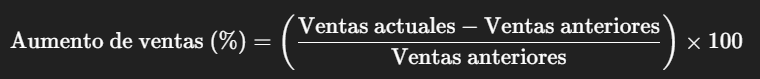 Aumento de ventas (%) = (Ventas actuales − Ventas anteriores / Ventas anteriores) × 100